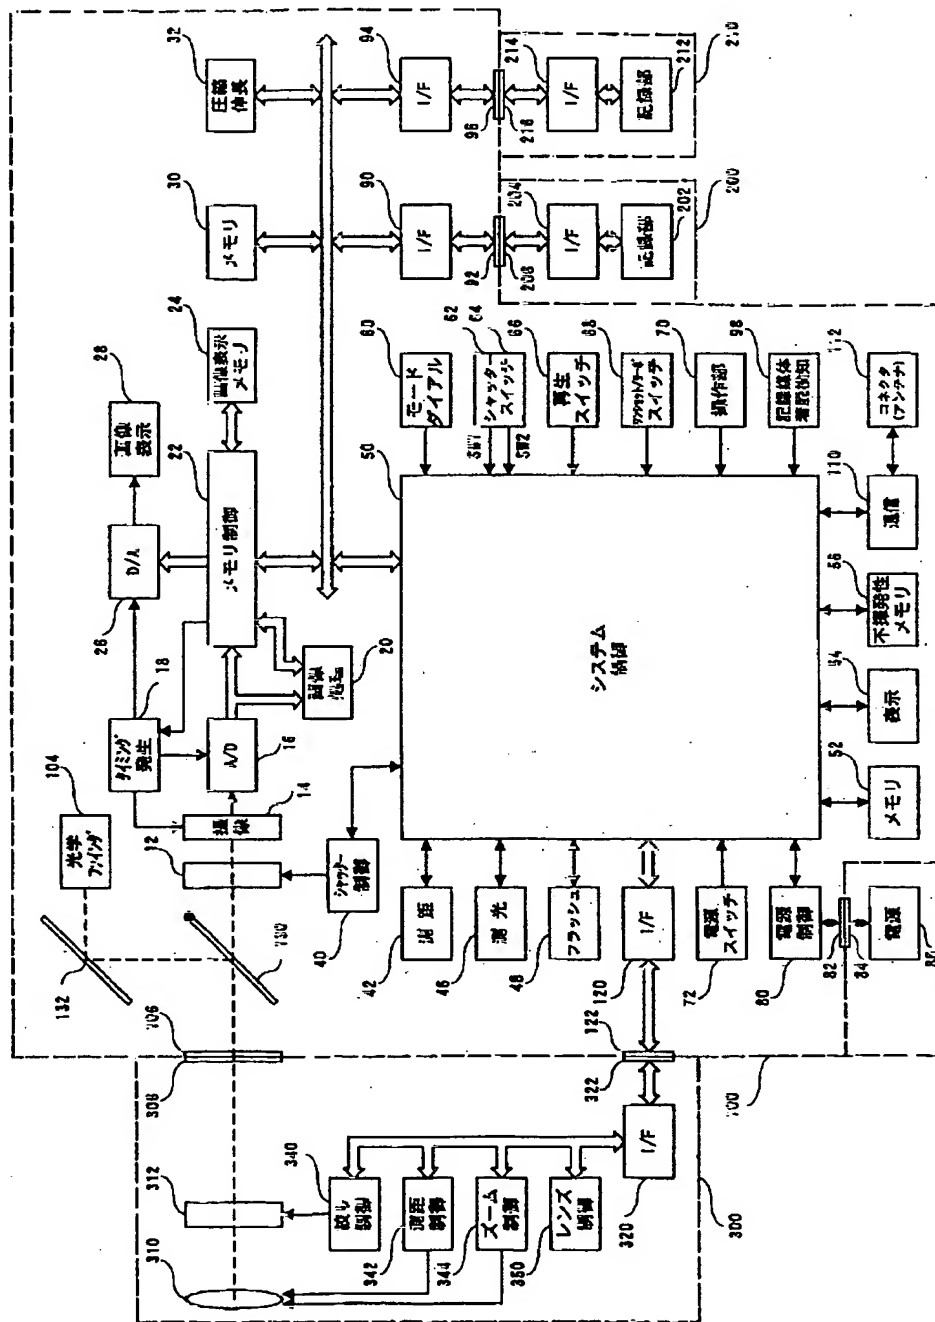 32
圧縮
伸長
94
I/F
96
216
214
I/F
212
記録部
210
30
メモリ
90
I/F
92
206
204
I/F
202
記録部
200
24
画像表示
メモリ
28
画像
表示
22
メモリ制御
D/A
26
18
タイミング
発生
A/D
16
20
画像
処理
14
撮像
12
104
光学
ファインダ
132
130
シャッター
制御
40
106
306
312
310
50
システム
制御
60
モード
ダイアル
62
64
SW1
SW2
シャッター
スイッチ
66
再生
スイッチ
68
スイッチ
70
操作部
98
記録媒体
着脱検知
112
コネクタ
(アンテナ)
110
通信
56
不揮発性
メモリ
54
表示
52
メモリ
42
測距
46
測光
48
フラッシュ
I/F
120
電源
スイッチ
72
電源
制御
80
82
84
電源
86
122
322
100
I/F
320
300
340
絞り
制御
342
測距
制御
344
ズーム
制御
350
レンズ
制御